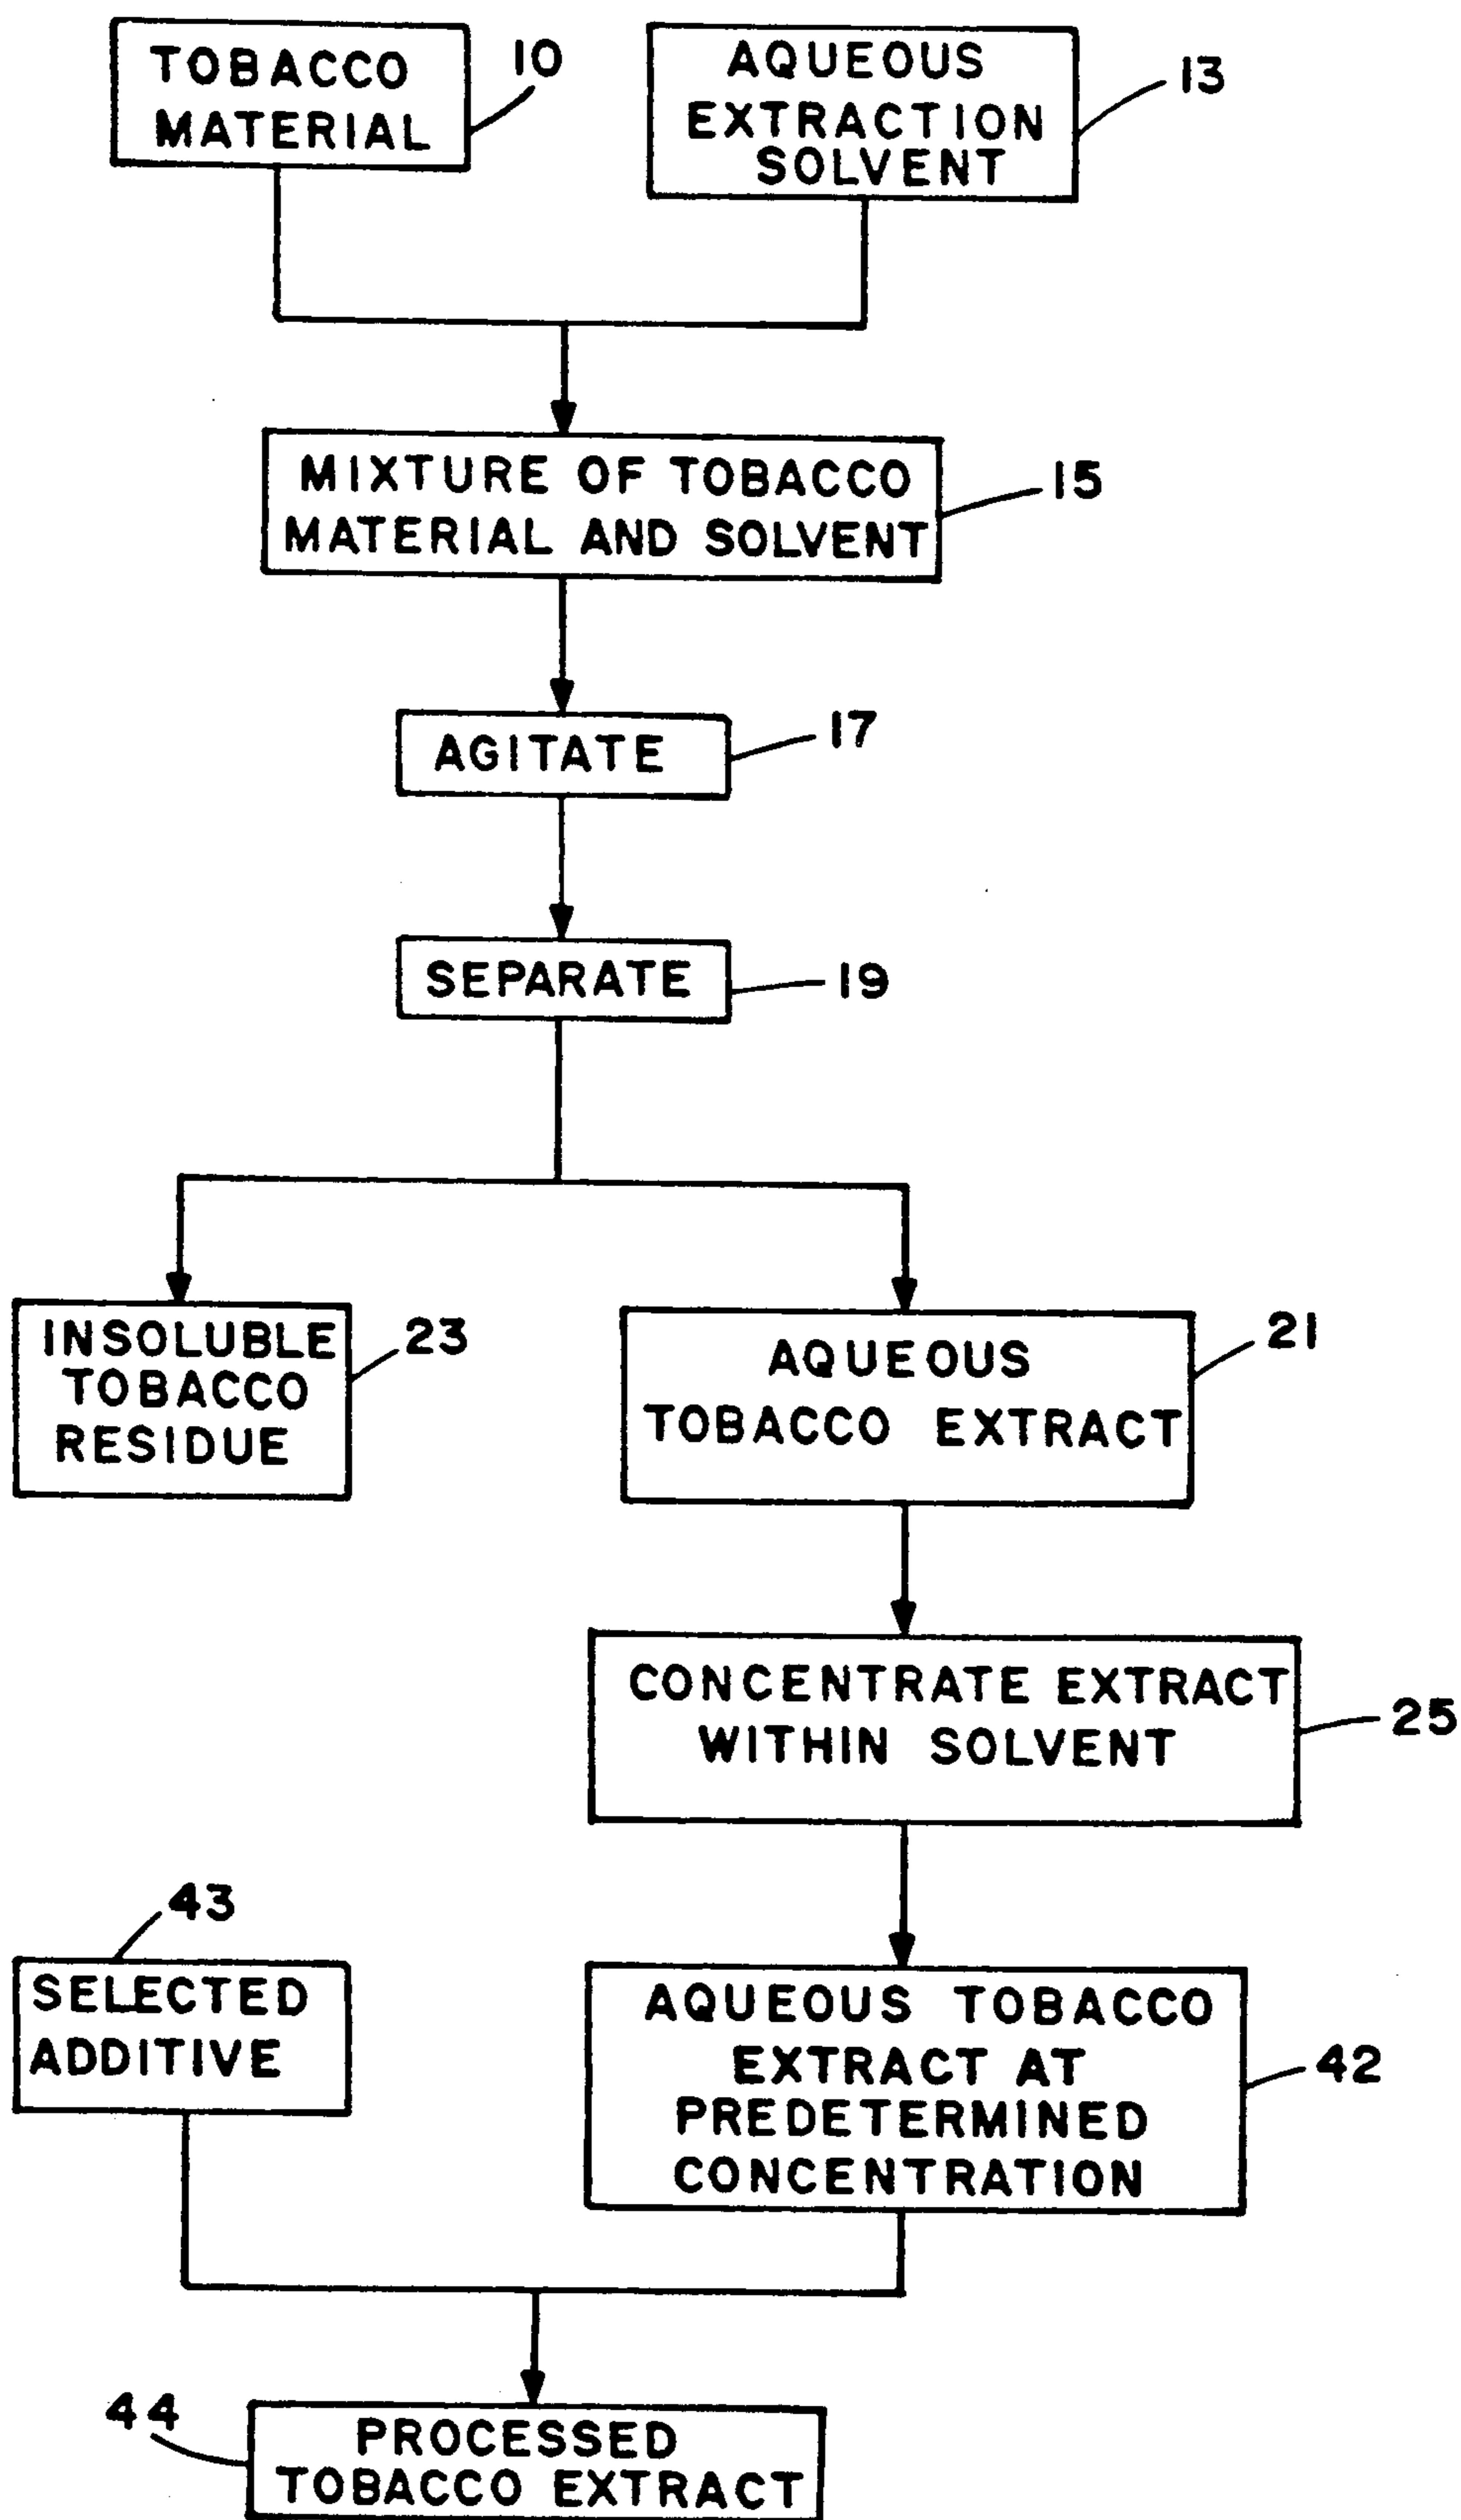 TOBACCO
MATERIAL
10
AQUEOUS
EXTRACTION
SOLVENT
13
MIXTURE OF TOBACCO
MATERIAL AND SOLVENT
15
AGITATE
17
SEPARATE
19
INSOLUBLE
TOBACCO
RESIDUE
23
AQUEOUS
TOBACCO EXTRACT
21
CONCENTRATE EXTRACT
WITHIN SOLVENT
25
43
SELECTED
ADDITIVE
AQUEOUS TOBACCO
EXTRACT AT
PREDETERMINED
CONCENTRATION
42
44
PROCESSED
TOBACCO EXTRACT